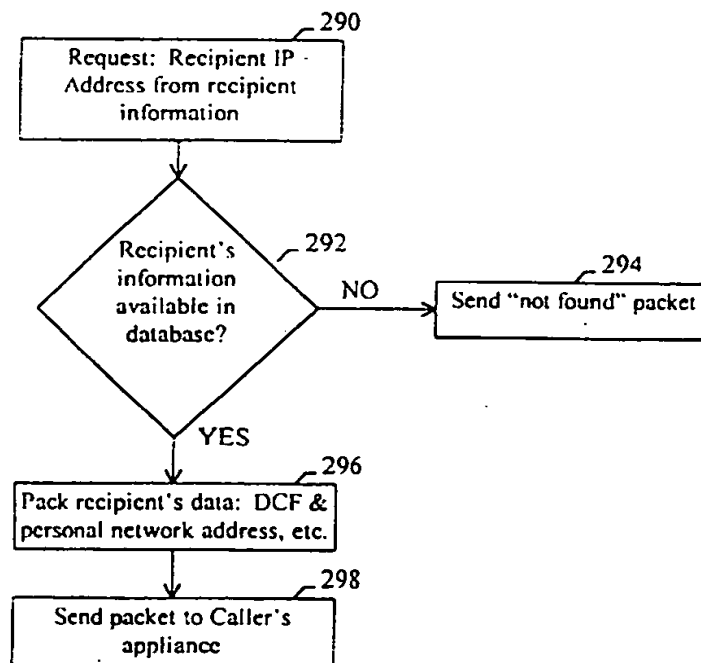 290
Request: Recipient IP
Address from recipient
information
292
Recipient's
information
available in
database?
NO
294
Send "not found" packet
YES
296
Pack recipient's data: DCF &
personal network address, etc.
298
Send packet to Caller's
appliance